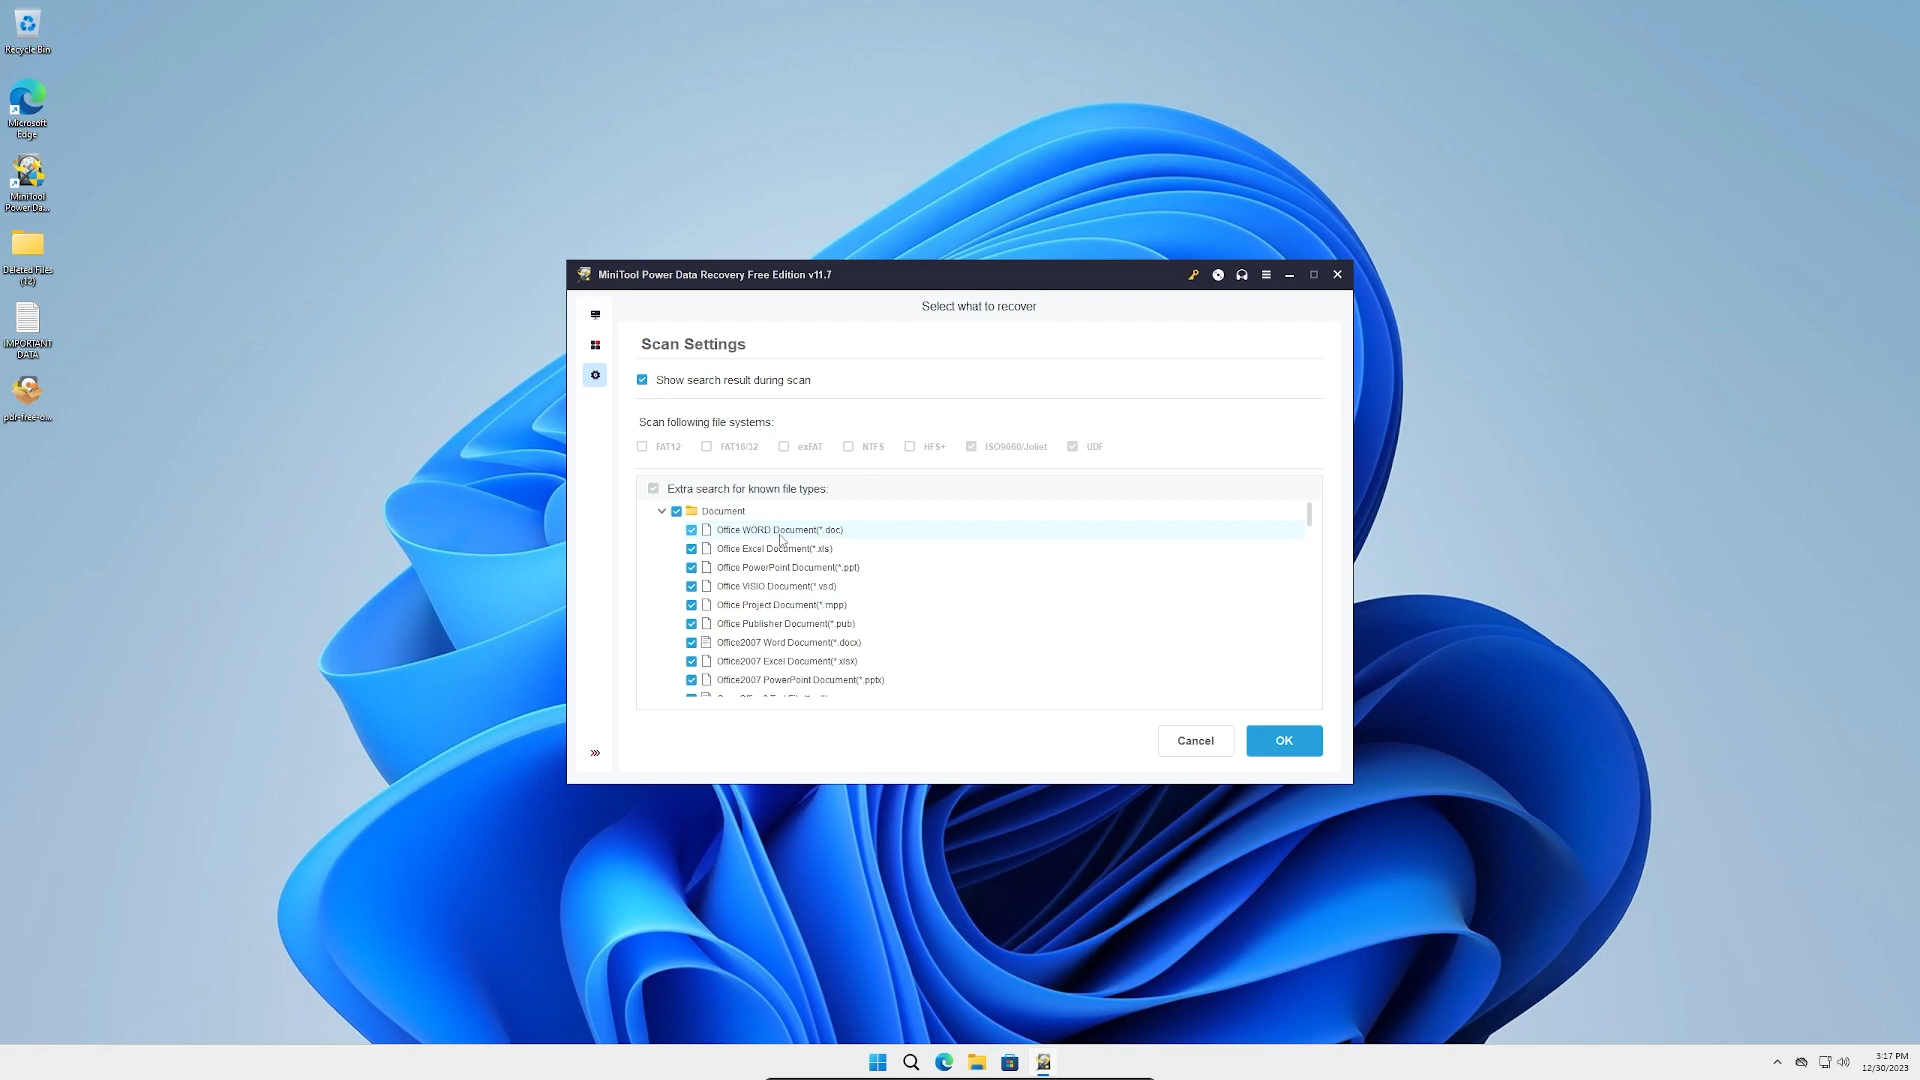 Recycle Bin
Microsoft
Edge
MiniTool
Power Da...
Deleted Files
(12)
IMPORTANT
DATA
pdr-free-o...
MiniTool Power Data Recovery Free Edition v11.7
Select what to recover
Scan Settings
Show search result during scan
Scan following file systems:
FAT12 FAT16/32 exFAT NTFS HFS+ ISO9660/Joliet UDF
Extra search for known file types:
Document
Office WORD Document(*.doc)
Office Excel Document(*.xls)
Office PowerPoint Document(*.ppt)
Office VISIO Document(*.vsd)
Office Project Document(*.mpp)
Office Publisher Document(*.pub)
Office2007 Word Document(*.docx)
Office2007 Excel Document(*.xlsx)
Office2007 PowerPoint Document(*.pptx)
Cancel OK
3:17 PM
12/30/2023